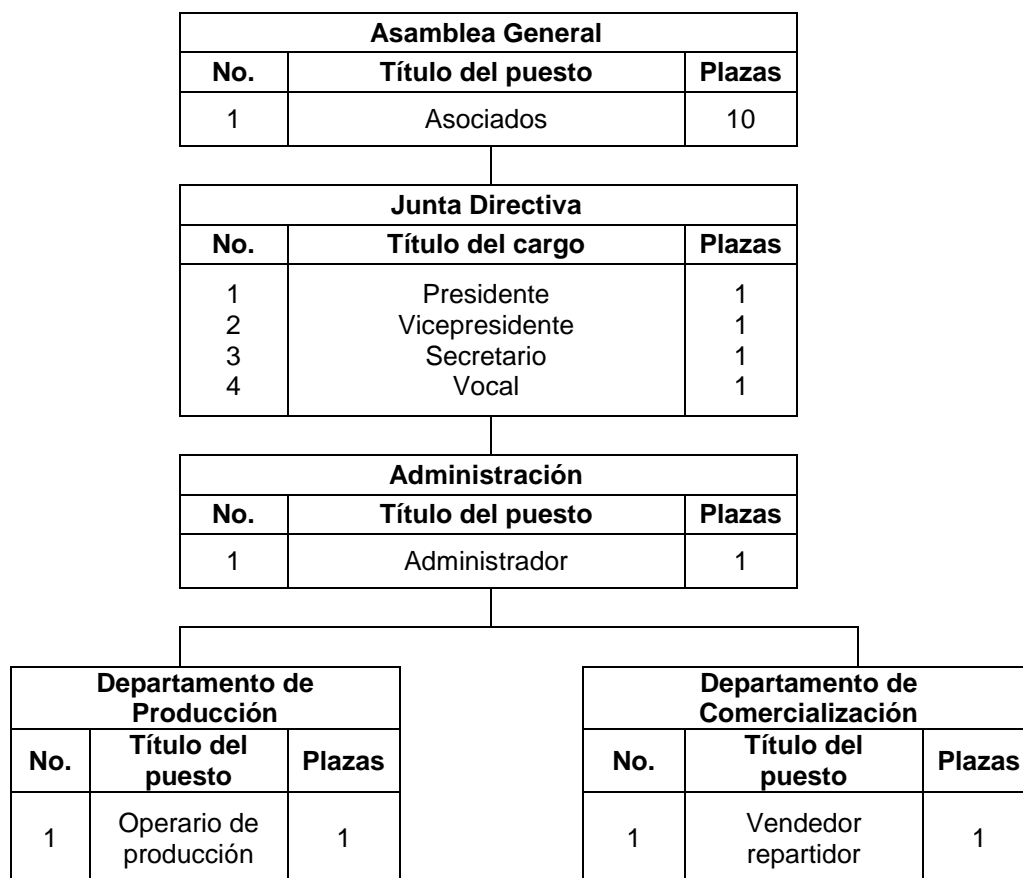 Asamblea General
No. Título del puesto Plazas
1 Asociados 10
Junta Directiva
No. Título del cargo Plazas
1 Presidente 1
2 Vicepresidente 1
3 Secretario 1
4 Vocal 1
Administración
No. Título del puesto Plazas
1 Administrador 1
Departamento de
Producción
No. Título del
puesto Plazas
1 Operario de
producción 1
Departamento de
Comercialización
No. Título del
puesto Plazas
1 Vendedor
repartidor 1